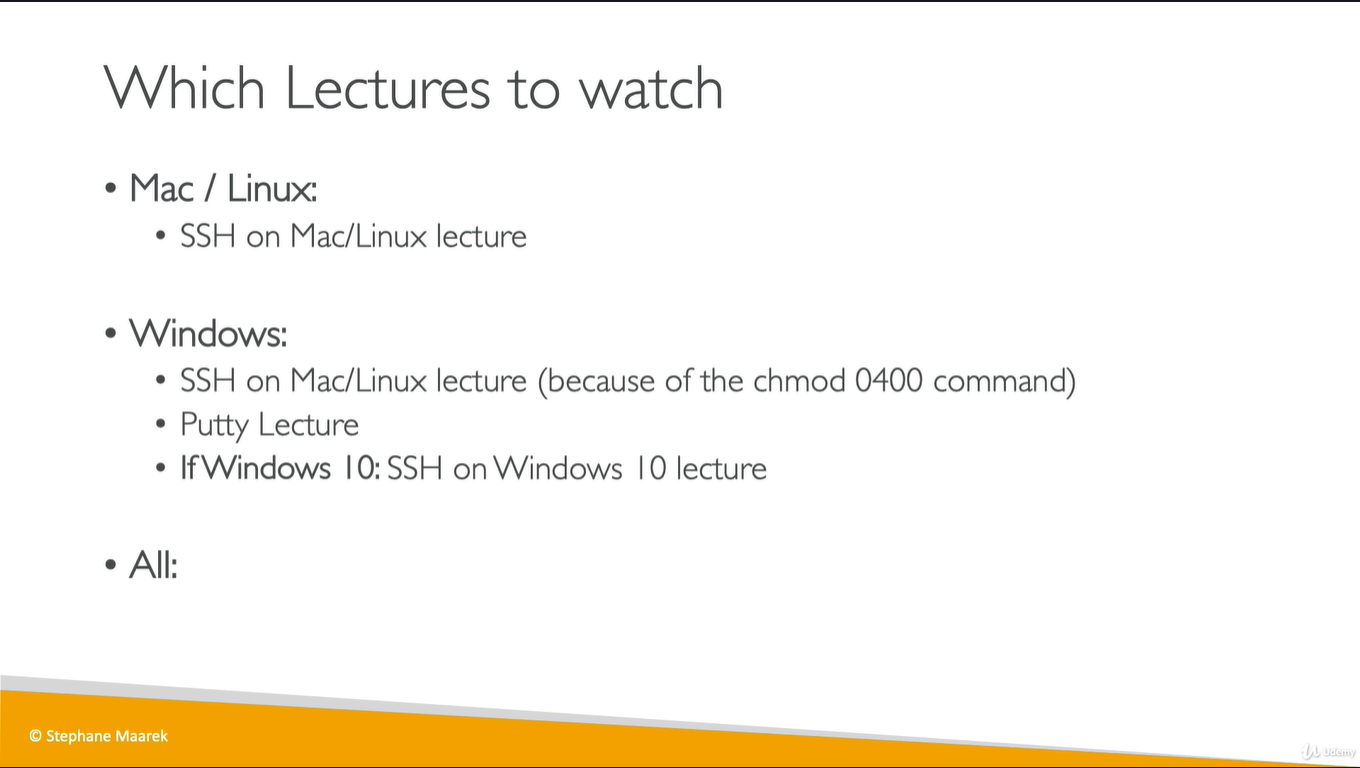 Which Lectures to watch
• Mac / Linux:
• SSH on Mac/Linux lecture
• Windows:
• SSH on Mac/Linux lecture (because of the chmod 0400 command)
• Putty Lecture
• If Windows 10: SSH on Windows 10 lecture
• All:
© Stephane Maarek
Udemy